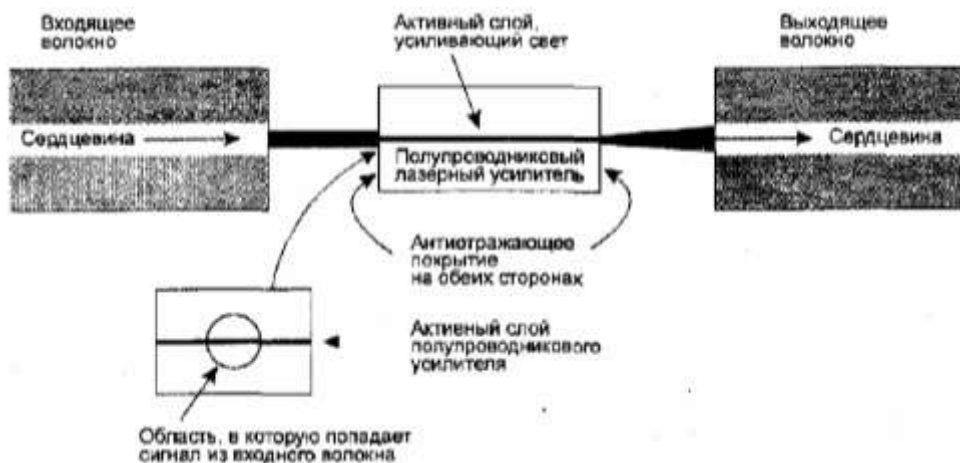 Входящее
волокно
Активный слой,
усиливающий свет
Выходящее
волокно
Сердцевина
Полупроводниковый
лазерный усилитель
Сердцевина
Антиотражающее
покрытие
на обеих сторонах
Активный слой
полупроводникового
усилителя
Область, в которую попадает
сигнал из входного волокна